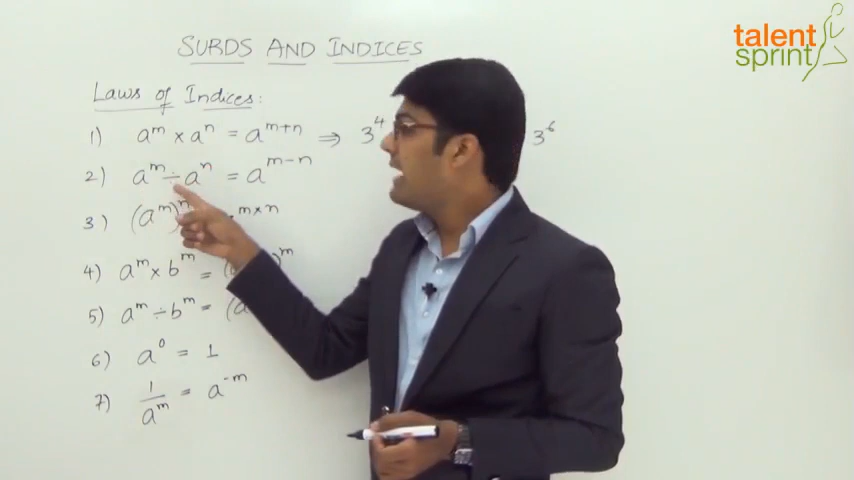 talent
sprint
SURDS AND INDICES
Laws of Indices:
1) a^m × a^n = a^{m+n} ⇒ 3^4 3^6
2) a^m ÷ a^n = a^{m-n}
3) (a^m)^n m×n
4) a^m × b^m = ( )^m
5) a^m ÷ b^m = (a
6) a^0 = 1
7) 1/a^m = a^{-m}